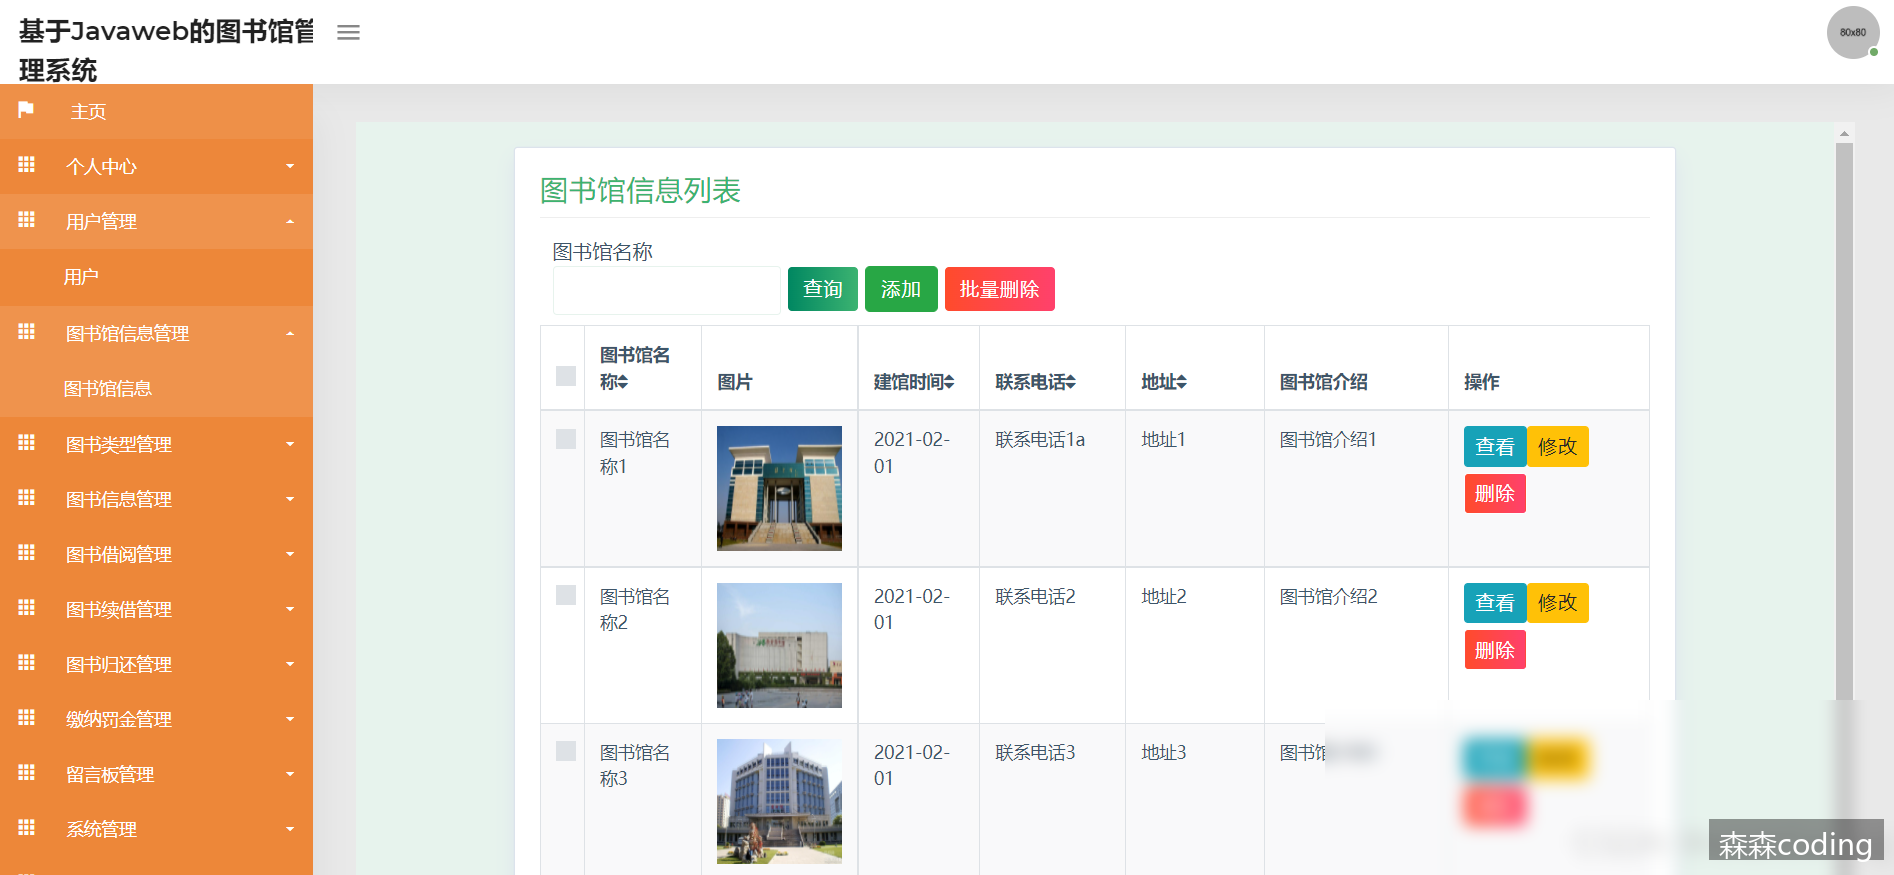 基于Javaweb的图书馆管
理系统
80x80
主页
个人中心
用户管理
用户
图书馆信息管理
图书馆信息
图书类型管理
图书信息管理
图书借阅管理
图书续借管理
图书归还管理
缴纳罚金管理
留言板管理
系统管理
图书馆信息列表
图书馆名称
查询 添加 批量删除
图书馆名
称 图片 建馆时间 联系电话 地址 图书馆介绍 操作
图书馆名 2021-02- 联系电话1a 地址1 图书馆介绍1 查看 修改
称1 01
删除
图书馆名 2021-02- 联系电话2 地址2 图书馆介绍2 查看 修改
称2 01
删除
图书馆名 2021-02- 联系电话3 地址3 图书
称3 01
森森coding